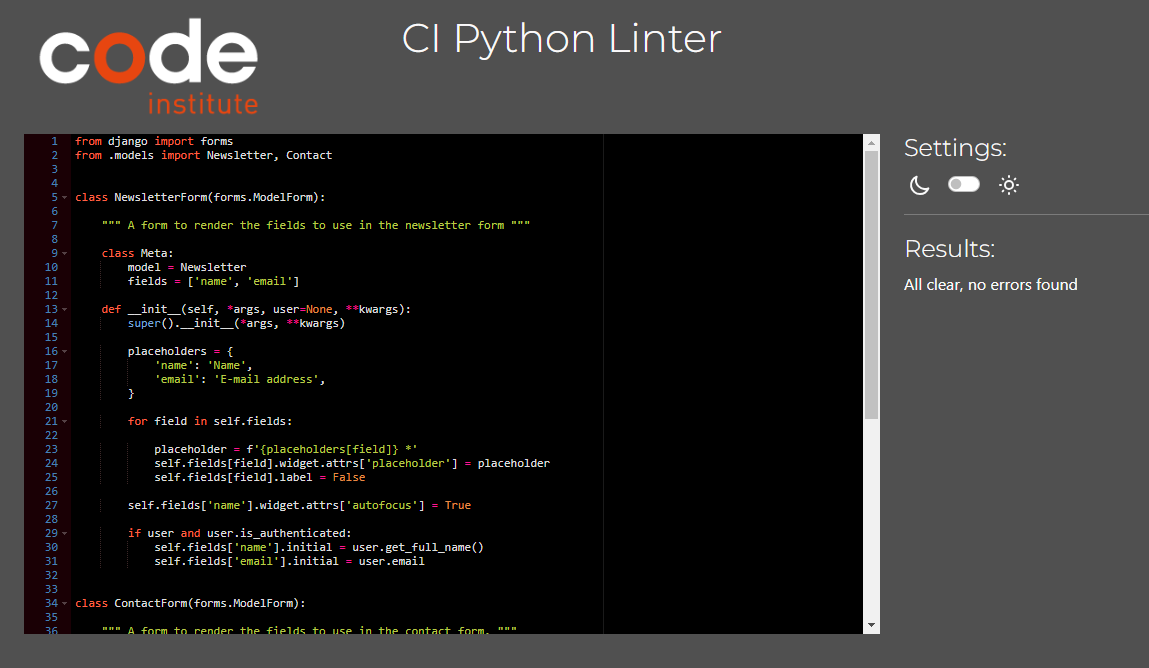 code
institute
CI Python Linter
1 from django import forms
2 from .models import Newsletter, Contact
3
4
5 class NewsletterForm(forms.ModelForm):
6
7     """ A form to render the fields to use in the newsletter form """
8
9     class Meta:
10         model = Newsletter
11         fields = ['name', 'email']
12
13     def __init__(self, *args, user=None, **kwargs):
14         super().__init__(*args, **kwargs)
15
16         placeholders = {
17             'name': 'Name',
18             'email': 'E-mail address',
19         }
20
21         for field in self.fields:
22
23             placeholder = f'{placeholders[field]} *'
24             self.fields[field].widget.attrs['placeholder'] = placeholder
25             self.fields[field].label = False
26
27         self.fields['name'].widget.attrs['autofocus'] = True
28
29         if user and user.is_authenticated:
30             self.fields['name'].initial = user.get_full_name()
31             self.fields['email'].initial = user.email
32
33
34 class ContactForm(forms.ModelForm):
35
36     """ A form to render the fields to use in the contact form. """
Settings:
Results:
All clear, no errors found